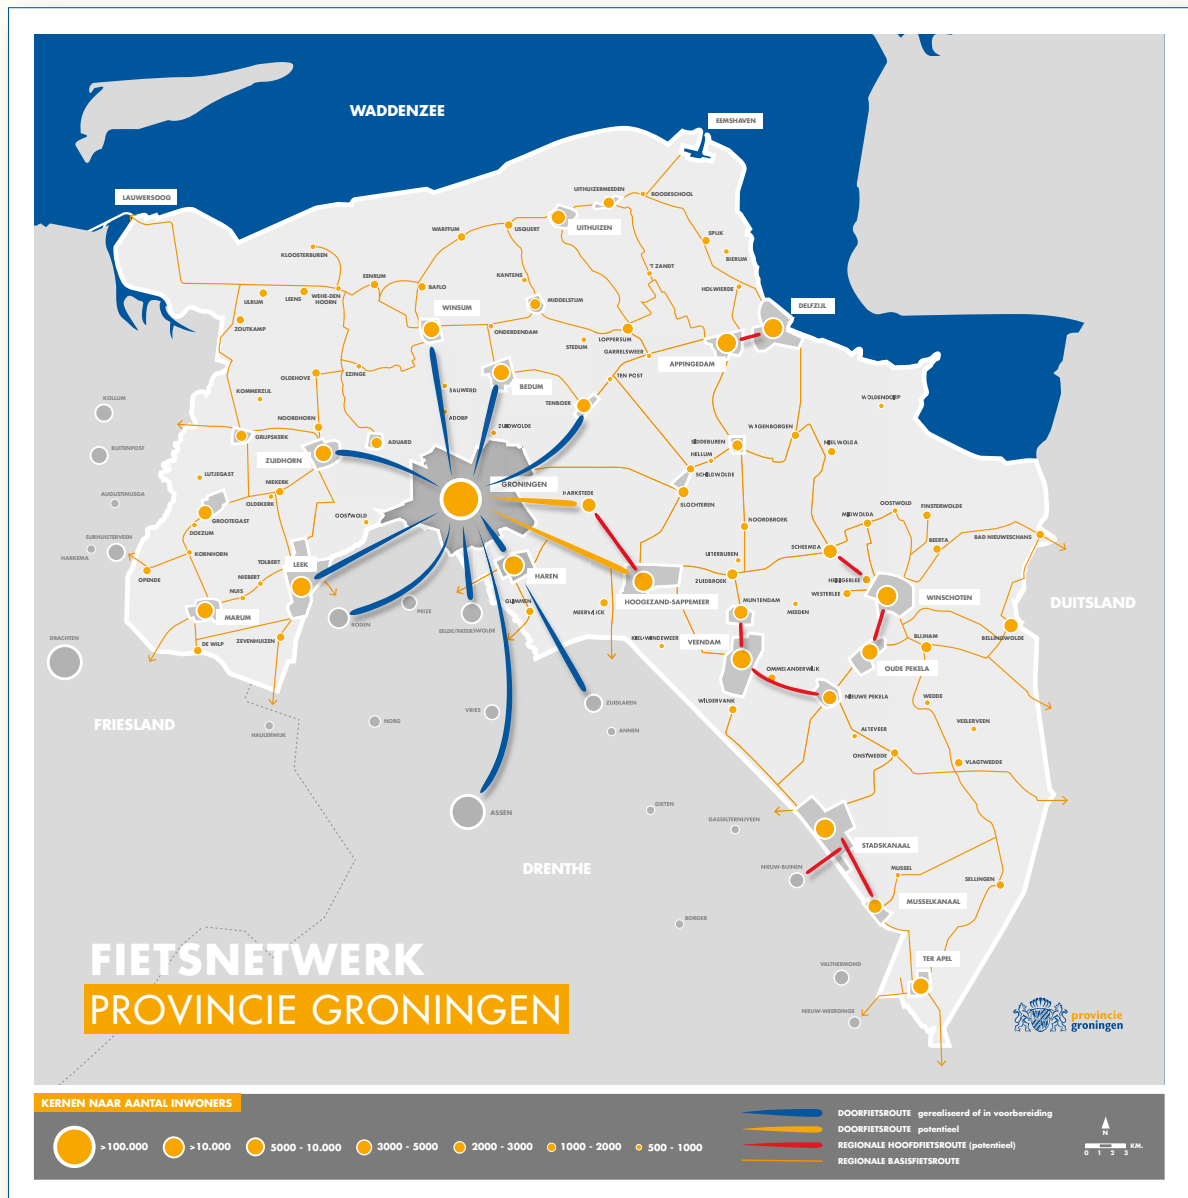 WADDENZEE
EEMSHAVEN
LAUWERSOOG
UITHUIZERMEEDEN
ROODESCHOOL
WARFFUM
USQUERT
UITHUIZEN
SPIJK
KLOOSTERBUREN
BIERUM
'T ZANDT
EENRUM
KANTENS
BAFLO
HOLWIERDE
ULRUM
LEENS
WEHE-DEN
HOORN
WINSUM
MIDDELSTUM
DELFZIJL
ZOUTKAMP
ONDERDENDAM
LOPPERSUM
STEDUM
GARRELSWEER
APPINGEDAM
OLDEHOVE
EZINGE
BEDUM
TEN POST
KOMMERZIJL
SAUWERD
KOLLUM
TENBOER
WOLDENDORP
NOORDHORN
ADORP
ZUIDWOLDE
WAGENBORGEN
GRIJPSKERK
ADUARD
SIDDEBUREN
NIEUWOLDA
BUITENPOST
ZUIDHORN
HELLUM
SCHILDWOLDE
LUTJEGAST
NIEKERK
GRONINGEN
AUGUSTINUSGA
OLDEKERK
HARKSTEDE
SLOCHTEREN
OOSTWOLD
GROOTEGAST
OOSTWOLD
MIDWOLDA
FINSTERWOLDE
NOORDBROEK
DOEZUM
SURHUISTERVEEN
BAD NIEUWESCHANS
BEERTA
SCHEEMDA
HARKEMA
KORNHORN
TOLBERT
LEEK
UITERBUREN
OPENDE
NIEBERT
HAREN
ZUIDBROEK
HEILIGERLEE
NUIS
WESTERLEE
WINSCHOTEN
GLIMMEN
HOOGEZAND-SAPPEMEER
MUNTENDAM
DUITSLAND
MEERWIJCK
MEEDEN
MARUM
RODEN
PEIZE
EELDE/PATERSWOLDE
DRACHTEN
DE WILP
ZEVENHUIZEN
KIEL-WINDEWEER
VEENDAM
BLIJHAM
BELLINGWOLDE
OMMELANDERWIJK
OUDE PEKELA
FRIESLAND
VRIES
ZUIDLAREN
WILDERVANK
NIEUWE PEKELA
WEDDE
NORG
HAULERWIJK
ANNEN
ALTEVEER
VEELERVEEN
ONSTWEDDE
VLAGTWEDDE
ASSEN
GIETEN
GASSELTERNIJVEEN
STADSKANAAL
DRENTHE
NIEUW-BUINEN
MUSSEL
SELLINGEN
MUSSELKANAAL
BORGER
FIETSNETWERK
TER APEL
VALTHERMOND
PROVINCIE GRONINGEN
NIEUW-WEERDINGE
provincie
groningen
KERNEN NAAR AANTAL INWONERS
>100.000 >10.000 5000 - 10.000 3000 - 5000 2000 - 3000 1000 - 2000 500 - 1000
DOORFIETSROUTE gerealiseerd of in voorbereiding
DOORFIETSROUTE potentieel
REGIONALE HOOFDFIETSROUTE (potentieel)
REGIONALE BASISFIETSROUTE
N
KM.
0 1 2 3